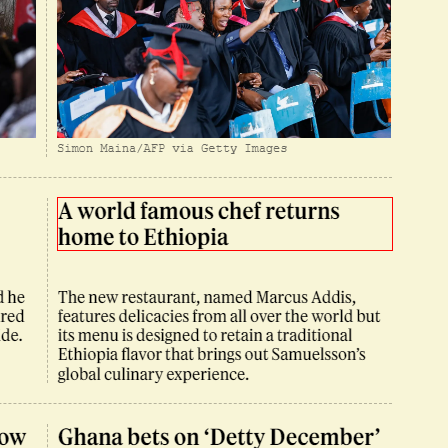 Simon Maina/AFP via Getty Images
A world famous chef returns
home to Ethiopia
d he
red
de.
The new restaurant, named Marcus Addis,
features delicacies from all over the world but
its menu is designed to retain a traditional
Ethiopia flavor that brings out Samuelsson’s
global culinary experience.
ow
Ghana bets on ‘Detty December’